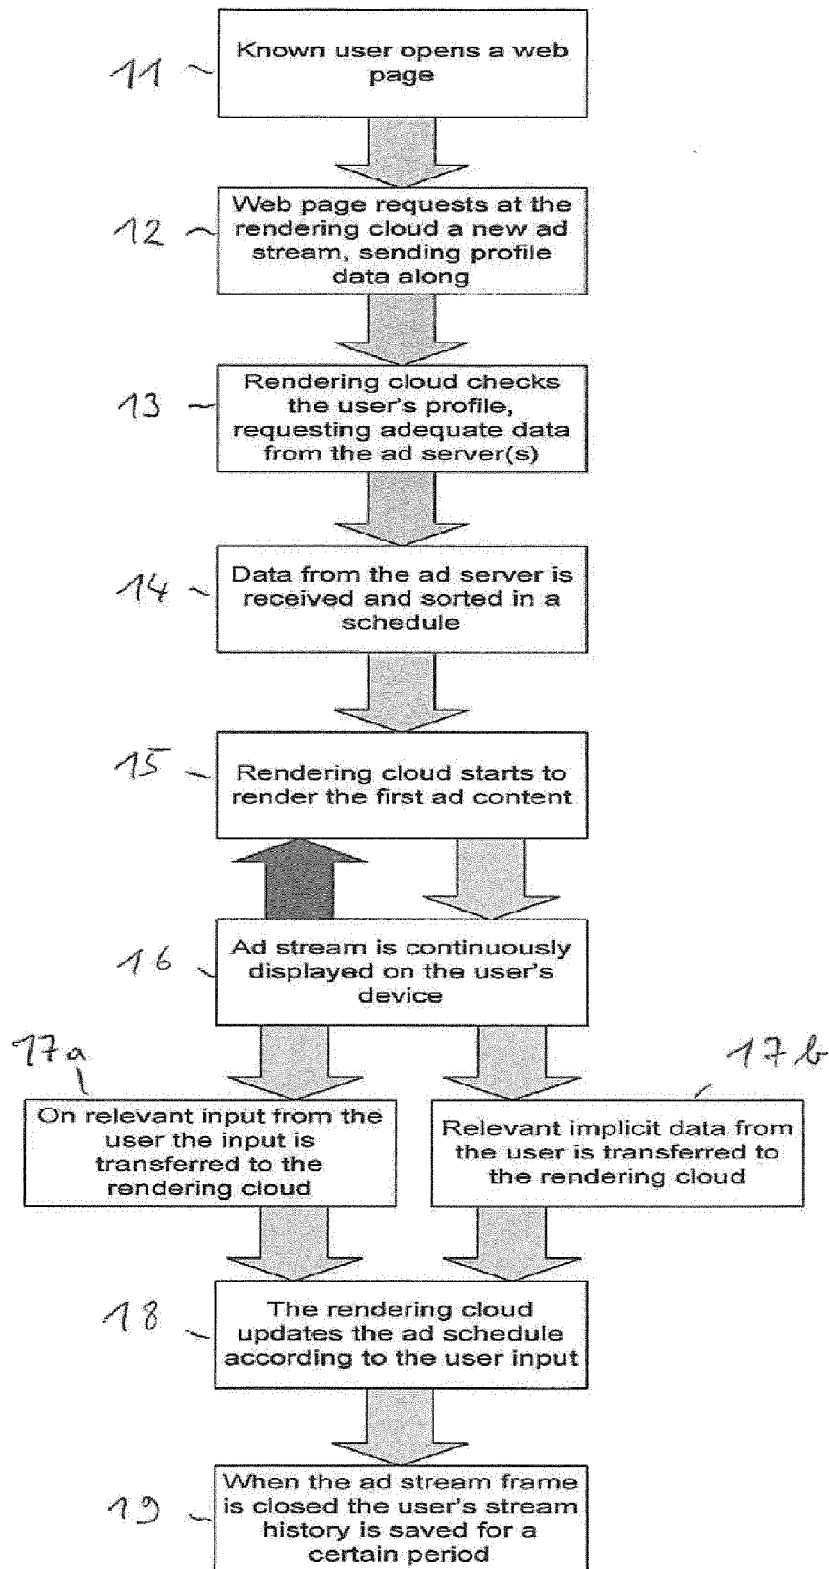 11
Known user opens a web
page
12
Web page requests at the
rendering cloud a new ad
stream, sending profile
data along
13
Rendering cloud checks
the user's profile,
requesting adequate data
from the ad server(s)
14
Data from the ad server is
received and sorted in a
schedule
15
Rendering cloud starts to
render the first ad content
16
Ad stream is continuously
displayed on the user's
device
17a
On relevant input from the
user the input is
transferred to the
rendering cloud
17b
Relevant implicit data from
the user is transferred to
the rendering cloud
18
The rendering cloud
updates the ad schedule
according to the user input
19
When the ad stream frame
is closed the user's stream
history is saved for a
certain period